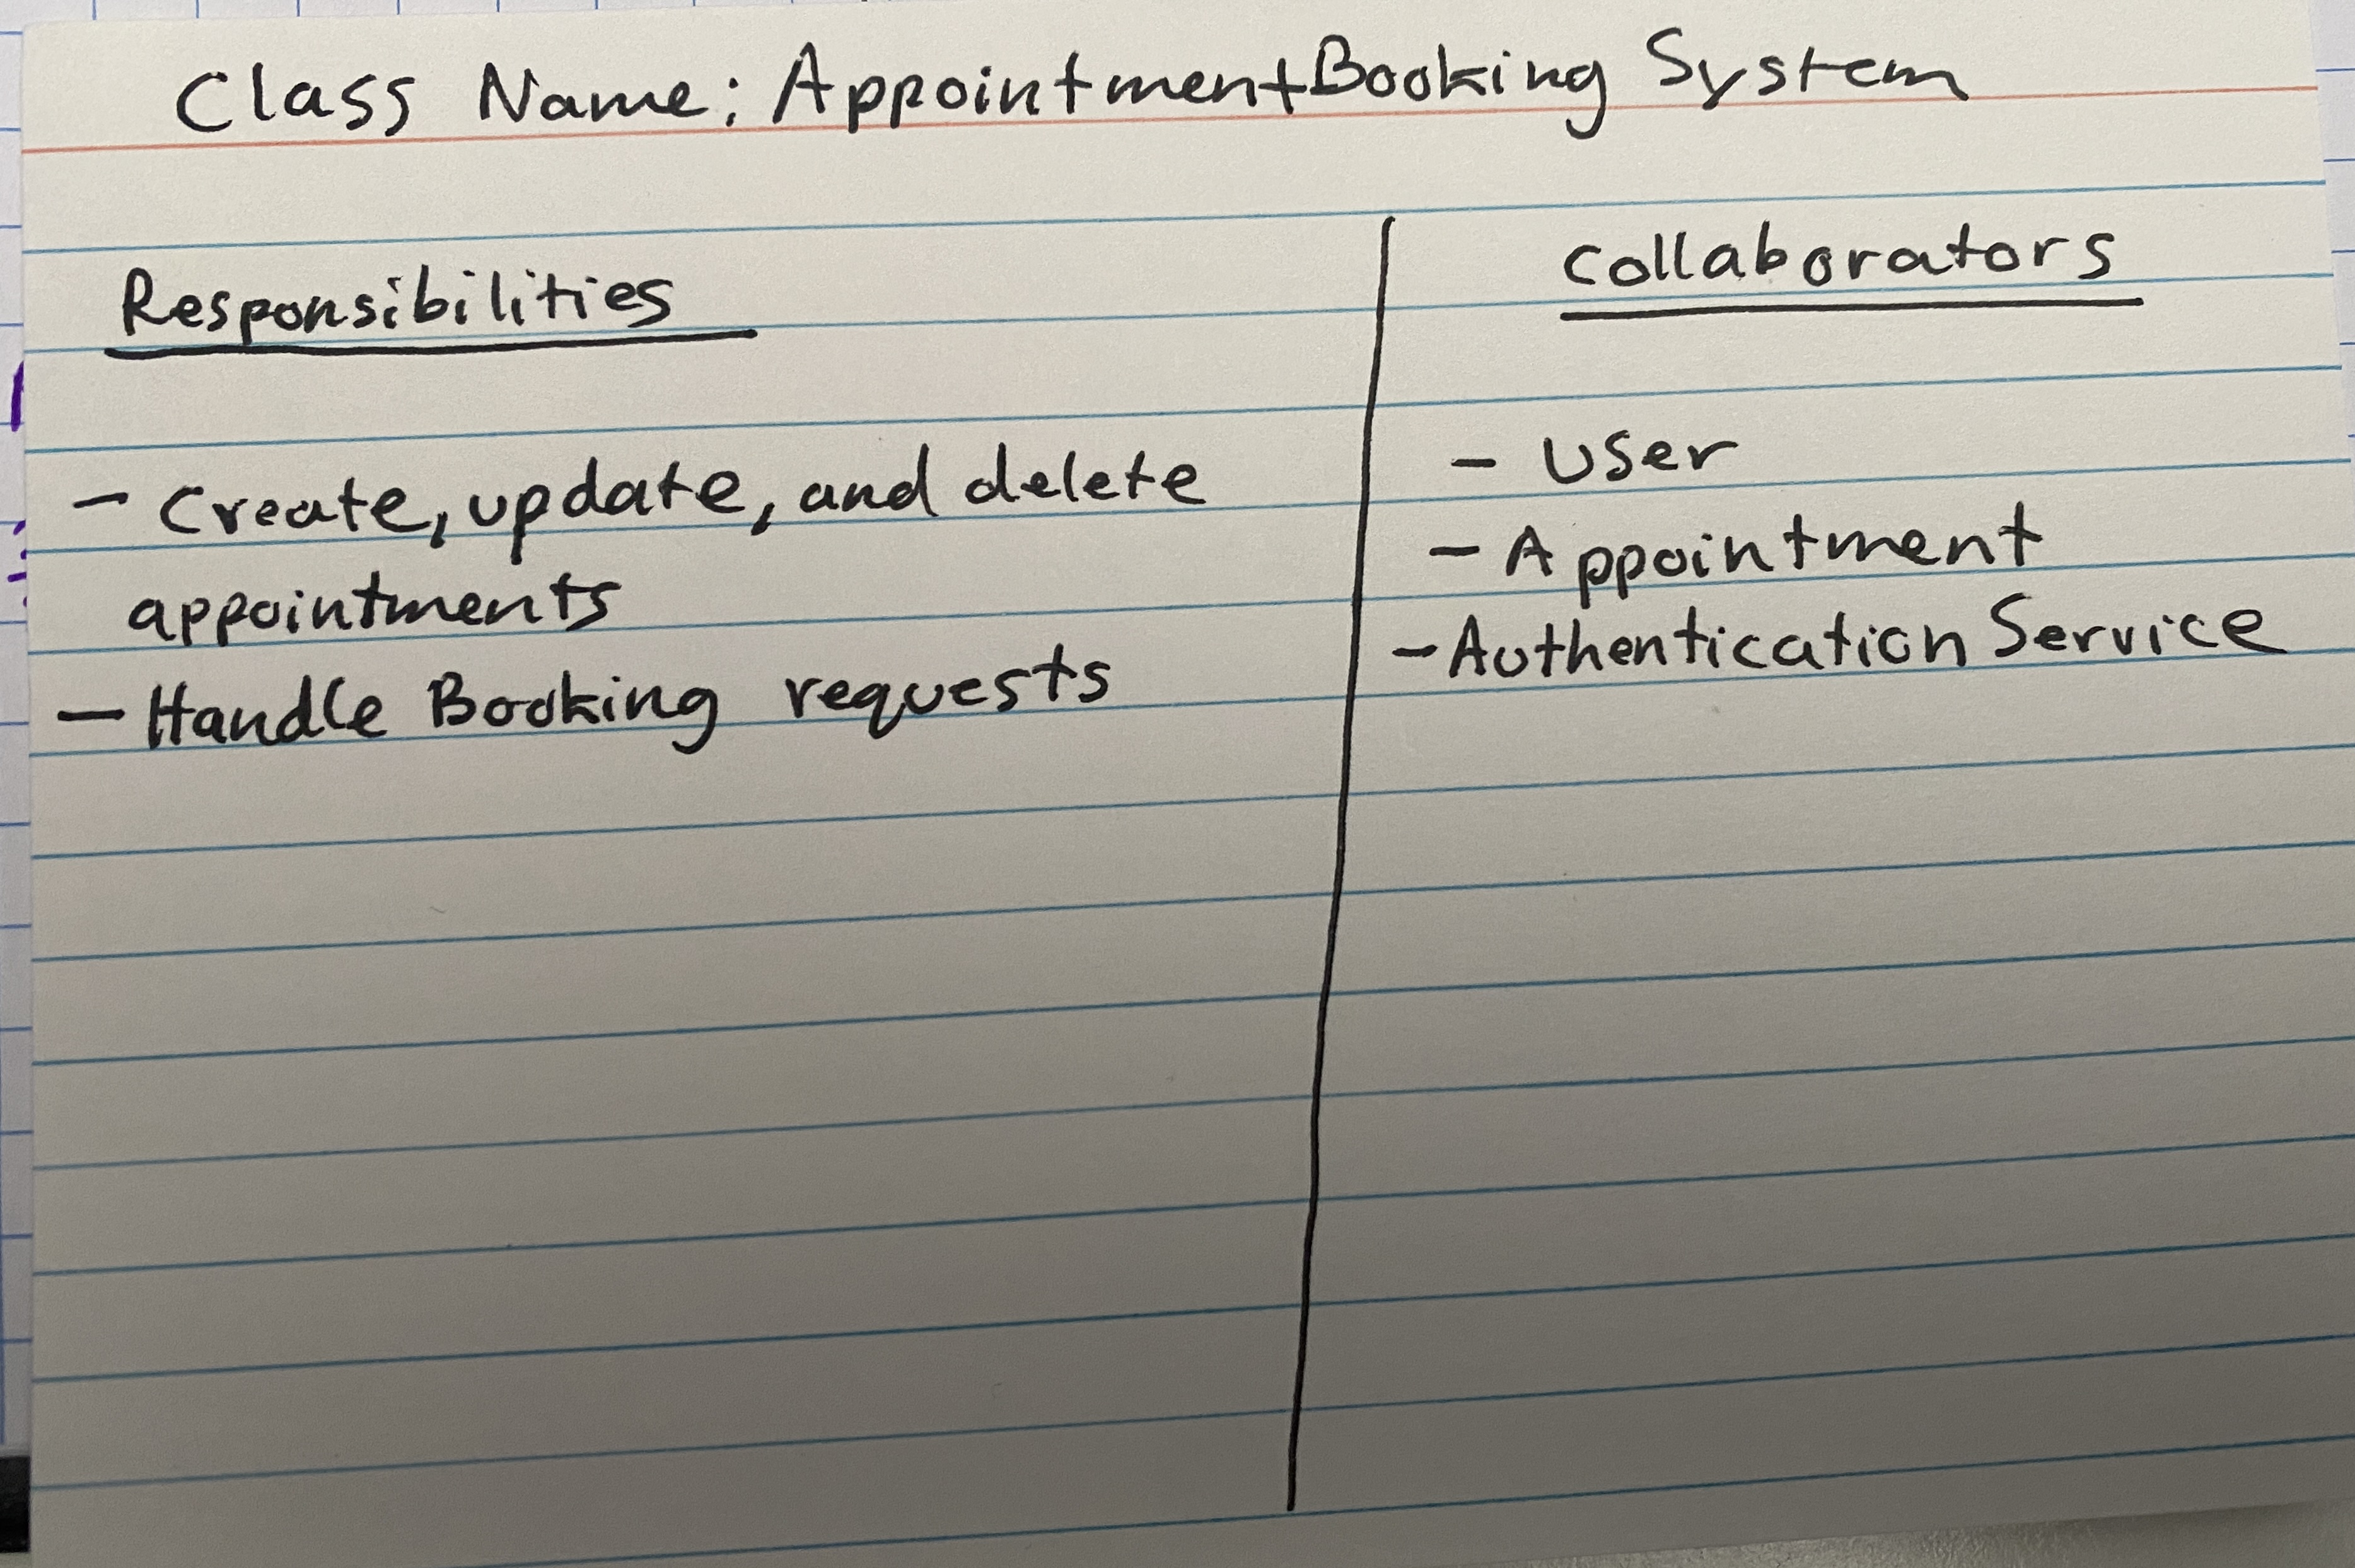 Class Name: AppointmentBooking System
Responsibilities
- Create, update, and delete
appointments
- Handle Booking requests
Collaborators
- User
- Appointment
- Authentication Service